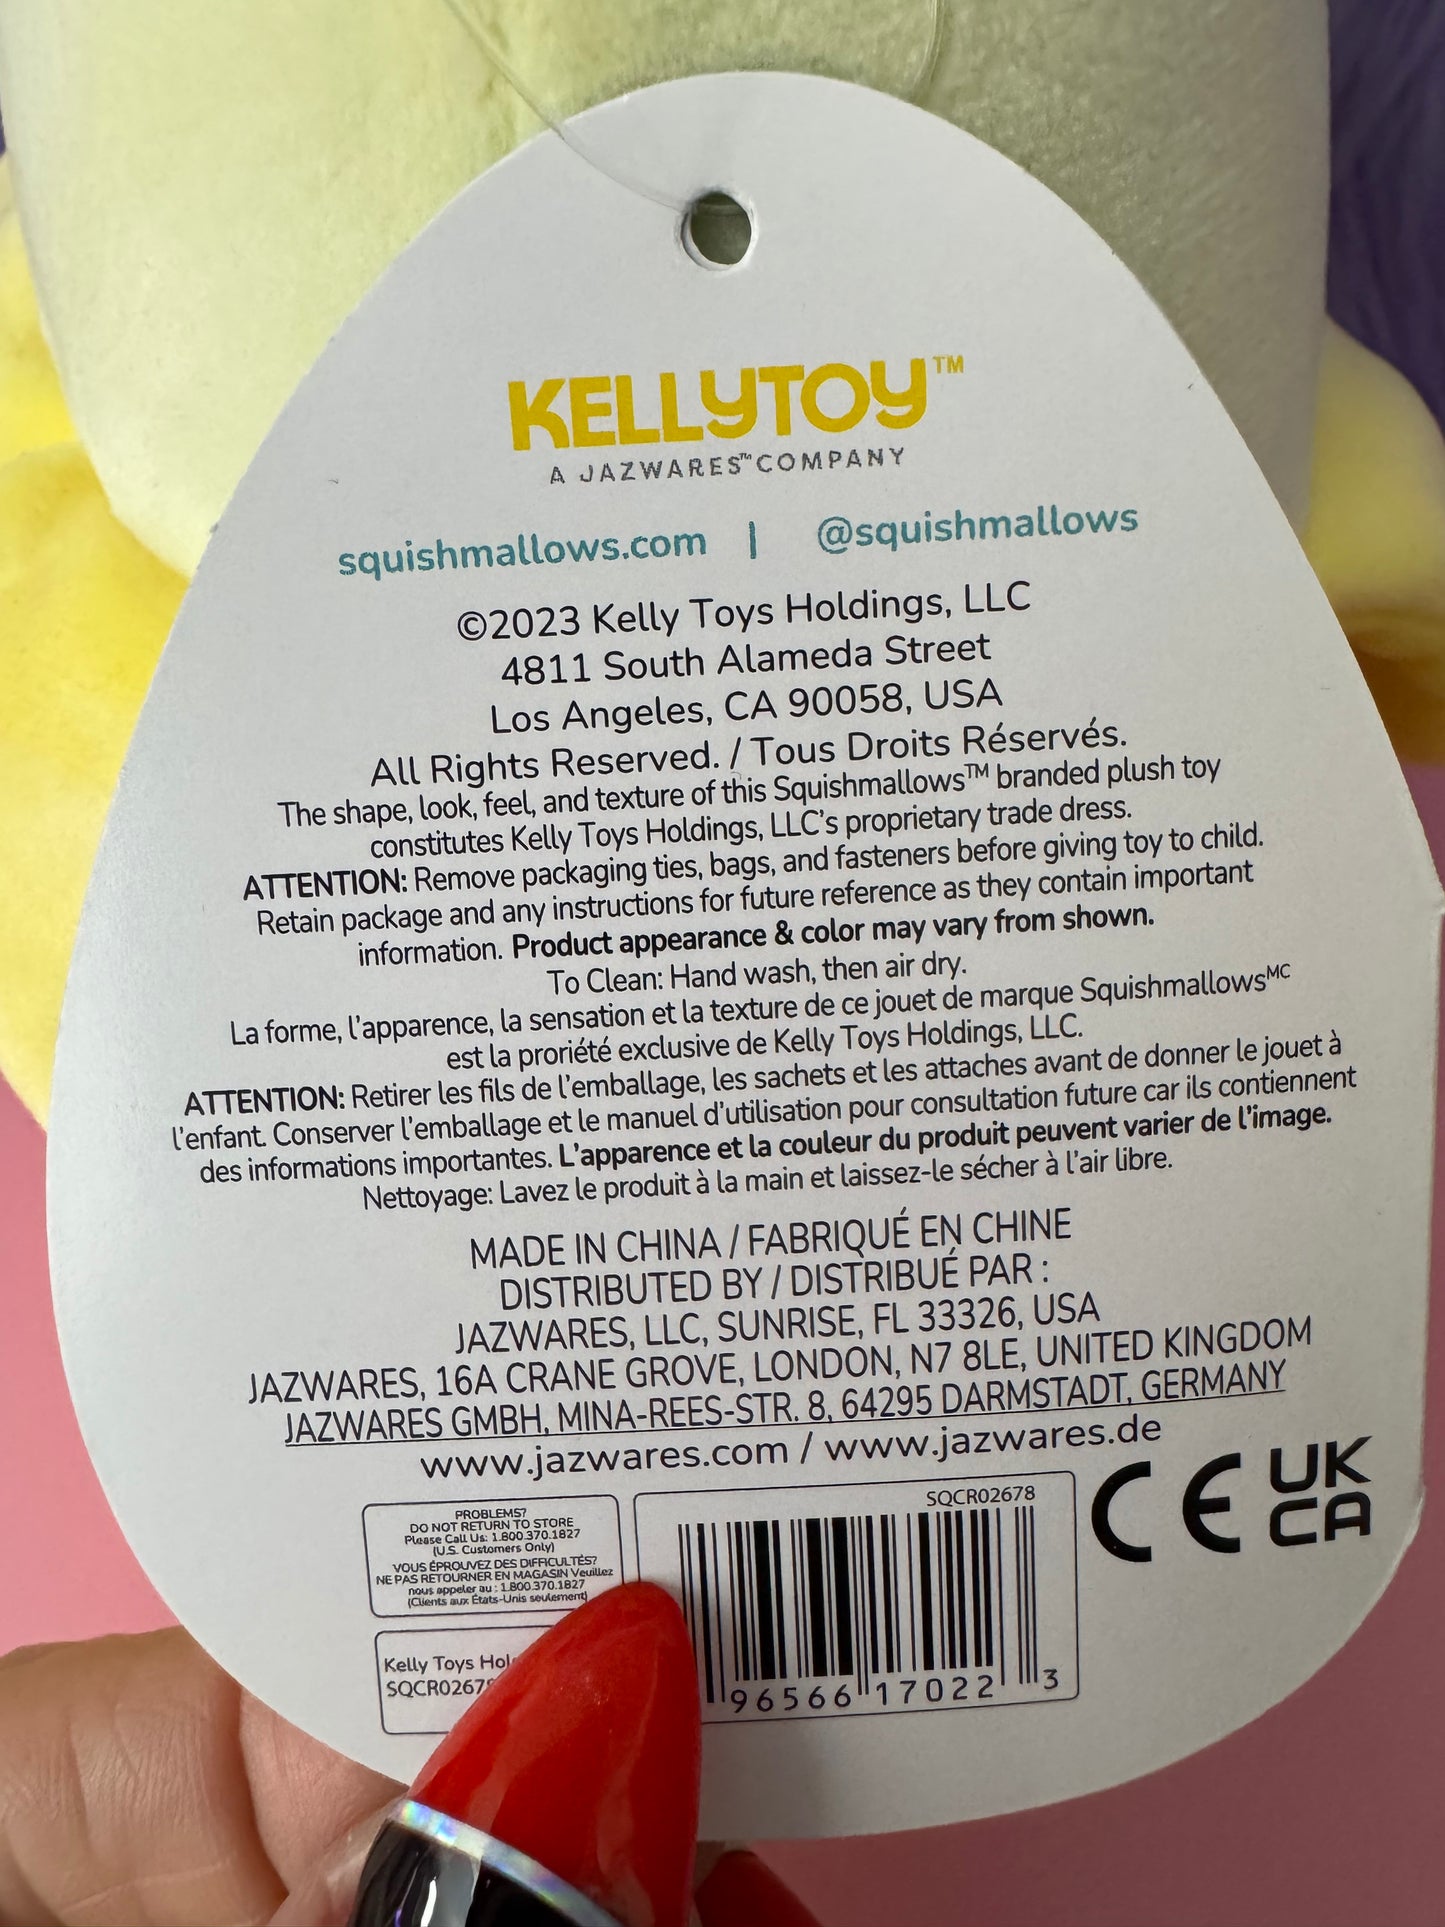 KELLYTOY™
A JAZWARES™ COMPANY
squishmallows.com | @squishmallows
©2023 Kelly Toys Holdings, LLC
4811 South Alameda Street
Los Angeles, CA 90058, USA
All Rights Reserved. / Tous Droits Réservés.
The shape, look, feel, and texture of this Squishmallows™ branded plush toy
constitutes Kelly Toys Holdings, LLC's proprietary trade dress.
ATTENTION: Remove packaging ties, bags, and fasteners before giving toy to child.
Retain package and any instructions for future reference as they contain important
information. Product appearance & color may vary from shown.
To Clean: Hand wash, then air dry.
La forme, l'apparence, la sensation et la texture de ce jouet de marque Squishmallowsᴹᶜ
est la proriété exclusive de Kelly Toys Holdings, LLC.
ATTENTION: Retirer les fils de l'emballage, les sachets et les attaches avant de donner le jouet à
l'enfant. Conserver l'emballage et le manuel d'utilisation pour consultation future car ils contiennent
des informations importantes. L'apparence et la couleur du produit peuvent varier de l'image.
Nettoyage: Lavez le produit à la main et laissez-le sécher à l'air libre.
MADE IN CHINA / FABRIQUÉ EN CHINE
DISTRIBUTED BY / DISTRIBUÉ PAR :
JAZWARES, LLC, SUNRISE, FL 33326, USA
JAZWARES, 16A CRANE GROVE, LONDON, N7 8LE, UNITED KINGDOM
JAZWARES GMBH, MINA-REES-STR. 8, 64295 DARMSTADT, GERMANY
www.jazwares.com / www.jazwares.de
PROBLEMS?
DO NOT RETURN TO STORE
Please Call Us: 1.800.370.1827
(U.S. Customers Only)
VOUS ÉPROUVEZ DES DIFFICULTÉS?
NE PAS RETOURNER EN MAGASIN Veuillez
nous appeler au : 1.800.370.1827
(Clients aux États-Unis seulement)
Kelly Toys
SQCR02678
96566 17022 3
CE
UK
CA